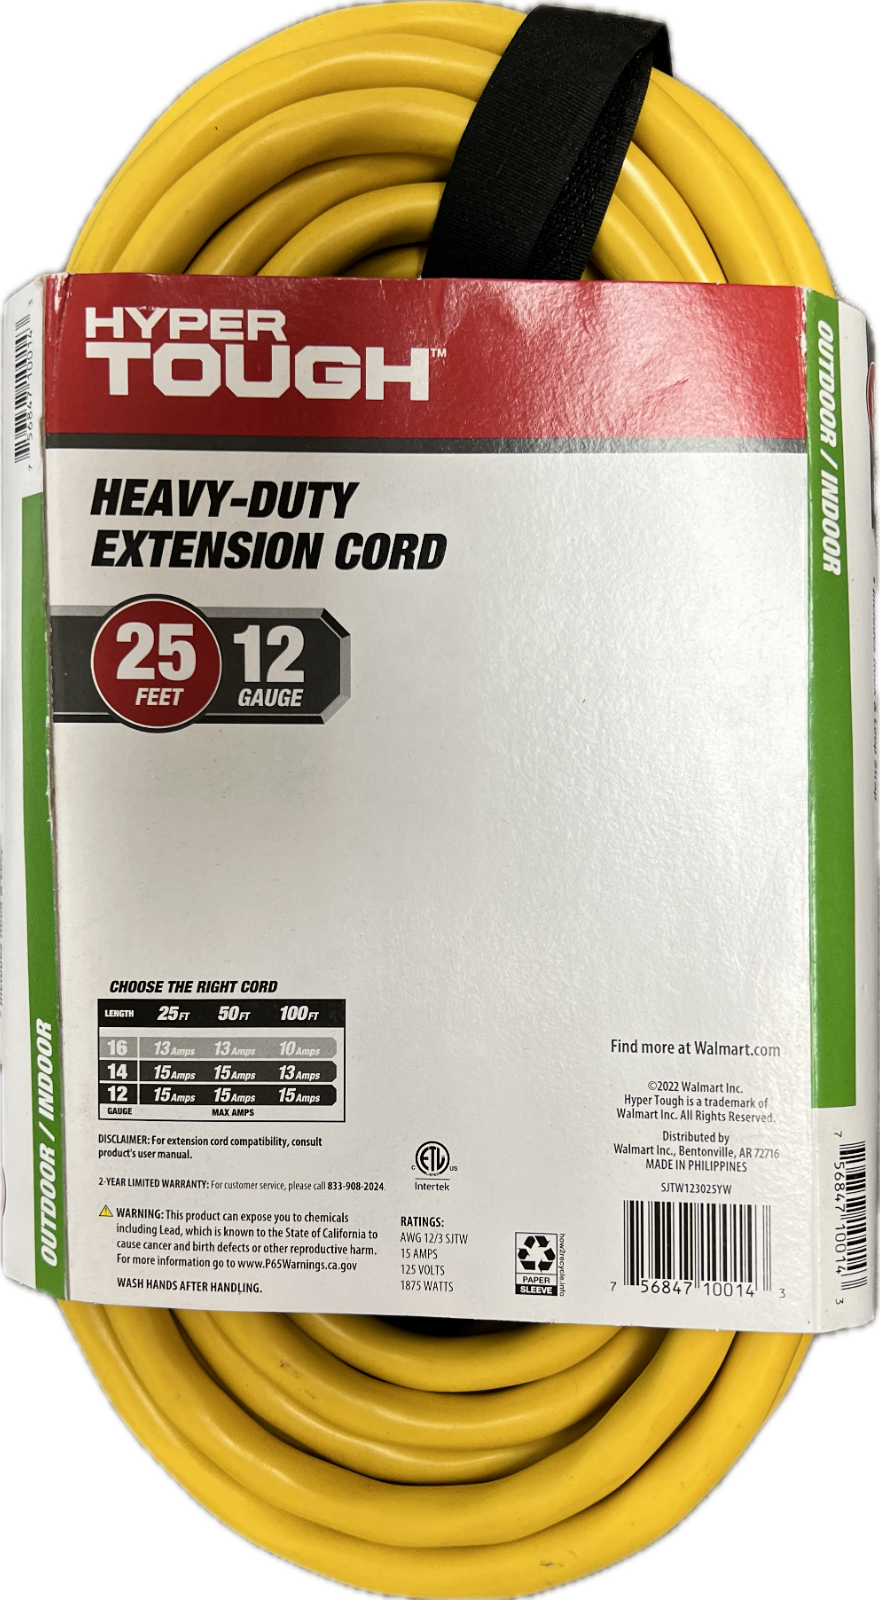 HYPER
TOUGH™
HEAVY-DUTY
EXTENSION CORD
25
FEET
12
GAUGE
CHOOSE THE RIGHT CORD
LENGTH 25FT 50FT 100FT
16 13Amps 13Amps 10Amps
14 15Amps 15Amps 13Amps
12 15Amps 15Amps 15Amps
GAUGE MAX AMPS
DISCLAIMER: For extension cord compatibility, consult
product's user manual.
2-YEAR LIMITED WARRANTY: For customer service, please call 833-908-2024.
WARNING: This product can expose you to chemicals
including Lead, which is known to the State of California to
cause cancer and birth defects or other reproductive harm.
For more information go to www.P65Warnings.ca.gov
WASH HANDS AFTER HANDLING.
C ETL US
Intertek
RATINGS:
AWG 12/3 SJTW
15 AMPS
125 VOLTS
1875 WATTS
PAPER
SLEEVE
how2recycle.info
Find more at Walmart.com
©2022 Walmart Inc.
Hyper Tough is a trademark of
Walmart Inc. All Rights Reserved.
Distributed by
Walmart Inc., Bentonville, AR 72716
MADE IN PHILIPPINES
SJTW123025YW
7 56847 10014 3
OUTDOOR / INDOOR
7 56847 10014 3
OUTDOOR / INDOOR
7 56847 10014 3